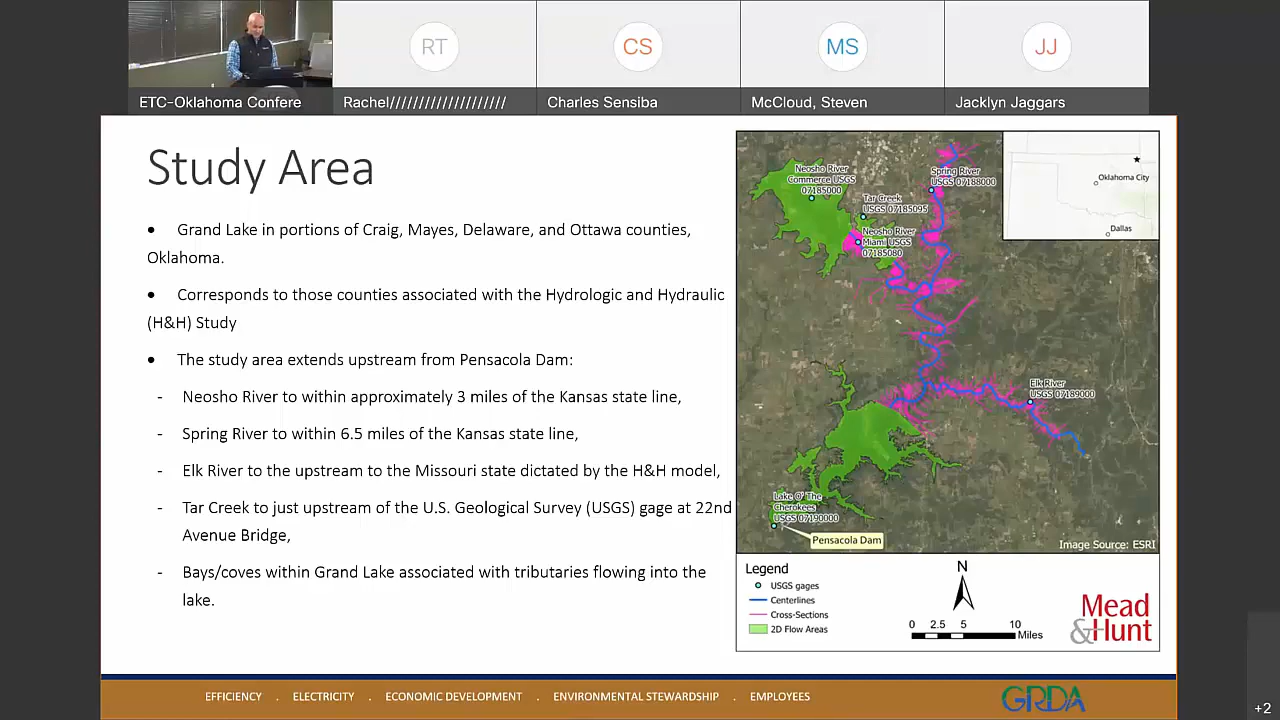 RT
CS
MS
JJ
ETC-Oklahoma Confere
Rachel////////////////////
Charles Sensiba
McCloud, Steven
Jacklyn Jaggars
Study Area
• Grand Lake in portions of Craig, Mayes, Delaware, and Ottawa counties,
Oklahoma.
• Corresponds to those counties associated with the Hydrologic and Hydraulic
(H&H) Study
• The study area extends upstream from Pensacola Dam:
- Neosho River to within approximately 3 miles of the Kansas state line,
- Spring River to within 6.5 miles of the Kansas state line,
- Elk River to the upstream to the Missouri state dictated by the H&H model,
- Tar Creek to just upstream of the U.S. Geological Survey (USGS) gage at 22nd
Avenue Bridge,
- Bays/coves within Grand Lake associated with tributaries flowing into the
lake.
Neosho River
Commerce USGS
07185000
Spring River
USGS 07188000
Tar Creek
USGS 07185095
Neosho River
Miami USGS
07185080
Oklahoma City
Dallas
Elk River
USGS 07189000
Lake O' The
Cherokees
USGS 07190000
Pensacola Dam
Image Source: ESRI
Legend
USGS gages
Centerlines
Cross-Sections
2D Flow Areas
N
0 2.5 5 10
Miles
Mead
&Hunt
EFFICIENCY . ELECTRICITY . ECONOMIC DEVELOPMENT . ENVIRONMENTAL STEWARDSHIP . EMPLOYEES
GRDA
+2